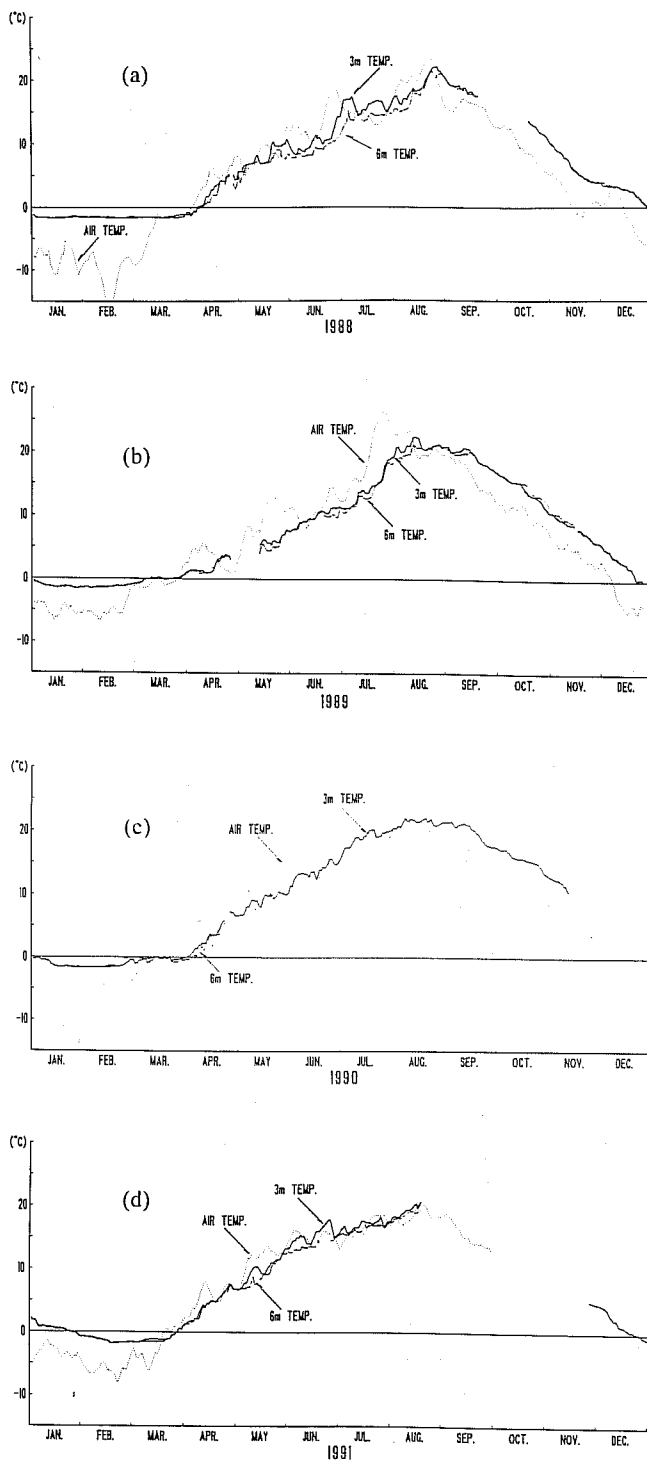 (°C)
(a)
3m TEMP.
20
10
6m TEMP.
0
AIR TEMP.
-10
JAN. FEB. MAR. APR. MAY JUN. JUL. AUG. SEP. OCT. NOV. DEC.
1988
(°C)
AIR TEMP.
(b)
20
3m TEMP.
10
6m TEMP.
0
-10
JAN. FEB. MAR. APR. MAY JUN. JUL. AUG. SEP. OCT. NOV. DEC.
1989
(°C)
3m TEMP.
(c)
AIR TEMP.
20
10
0
6m TEMP.
-10
JAN. FEB. MAR. APR. MAY JUN. JUL. AUG. SEP. OCT. NOV. DEC.
1990
(°C)
(d)
3m TEMP.
20
AIR TEMP.
10
6m TEMP.
0
-10
JAN. FEB. MAR. APR. MAY JUN. JUL. AUG. SEP. OCT. NOV. DEC.
1991